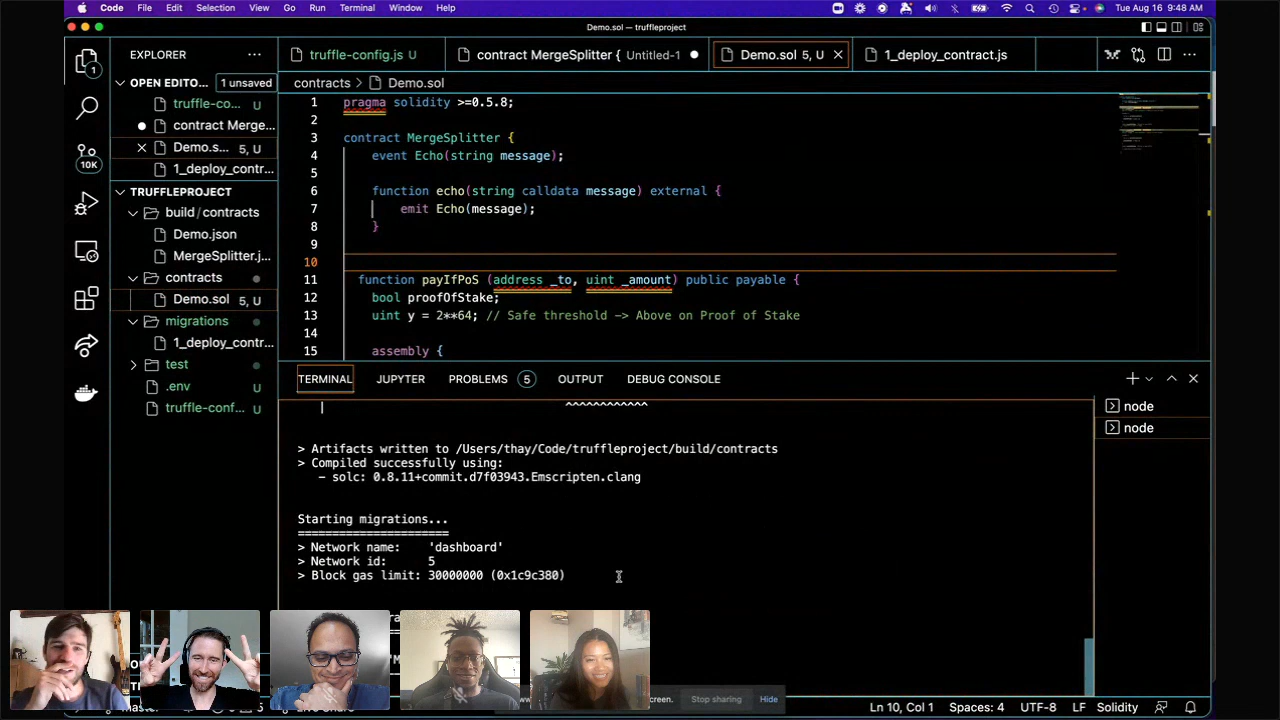 Code File Edit Selection View Go Run Terminal Window Help Tue Aug 16 9:48 AM
Demo.sol — truffleproject
EXPLORER
truffle-config.js U
contract MergeSplitter { Untitled-1
Demo.sol 5, U
1_deploy_contract.js
OPEN EDITO... 1 unsaved
truffle-co... U
contract Merge...
Demo.s... 5, U
1_deploy_contr...
TRUFFLEPROJECT
build/contracts
Demo.json
MergeSplitter.j...
contracts
Demo.sol 5, U
migrations
1_deploy_contr...
test
.env U
truffle-conf... U
1
10K
contracts > Demo.sol
1 pragma solidity >=0.5.8;
2
3 contract MergeSplitter {
4 event Echo(string message);
5
6 function echo(string calldata message) external {
7 emit Echo(message);
8 }
9
10
11 function payIfPoS (address _to, uint _amount) public payable {
12 bool proofOfStake;
13 uint y = 2**64; // Safe threshold -> Above on Proof of Stake
14
15 assembly {
TERMINAL JUPYTER PROBLEMS 5 OUTPUT DEBUG CONSOLE
node
node
| ^^^^^^^^^^^^
> Artifacts written to /Users/thay/Code/truffleproject/build/contracts
> Compiled successfully using:
- solc: 0.8.11+commit.d7f03943.Emscripten.clang
Starting migrations...
======================
> Network name: 'dashboard'
> Network id: 5
> Block gas limit: 30000000 (0x1c9c380)
screen. Stop sharing Hide
Ln 10, Col 1 Spaces: 4 UTF-8 LF Solidity